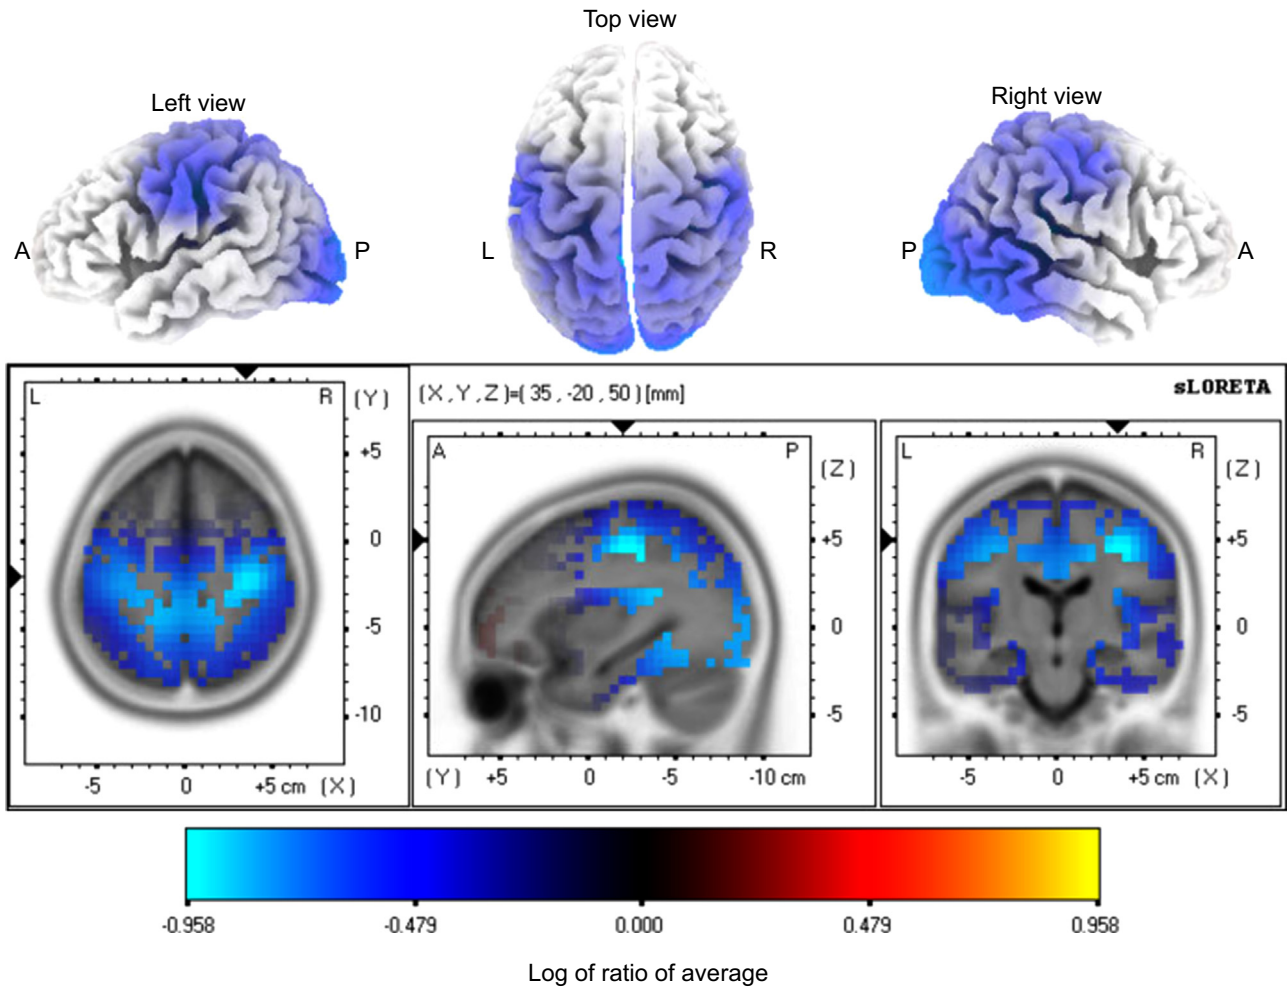 Top view
Left view
Right view
A
P
L
R
P
A
L
R
(Y)
+5
0
-5
-10
-5
0
+5 cm
(X)
(X,Y,Z)=( 35 , -20 , 50 ) [mm]
sLORETA
A
P
(Z)
+5
0
-5
(Y)
+5
0
-5
-10 cm
L
R
(Z)
+5
0
-5
-5
0
+5 cm
(X)
-0.958
-0.479
0.000
0.479
0.958
Log of ratio of average